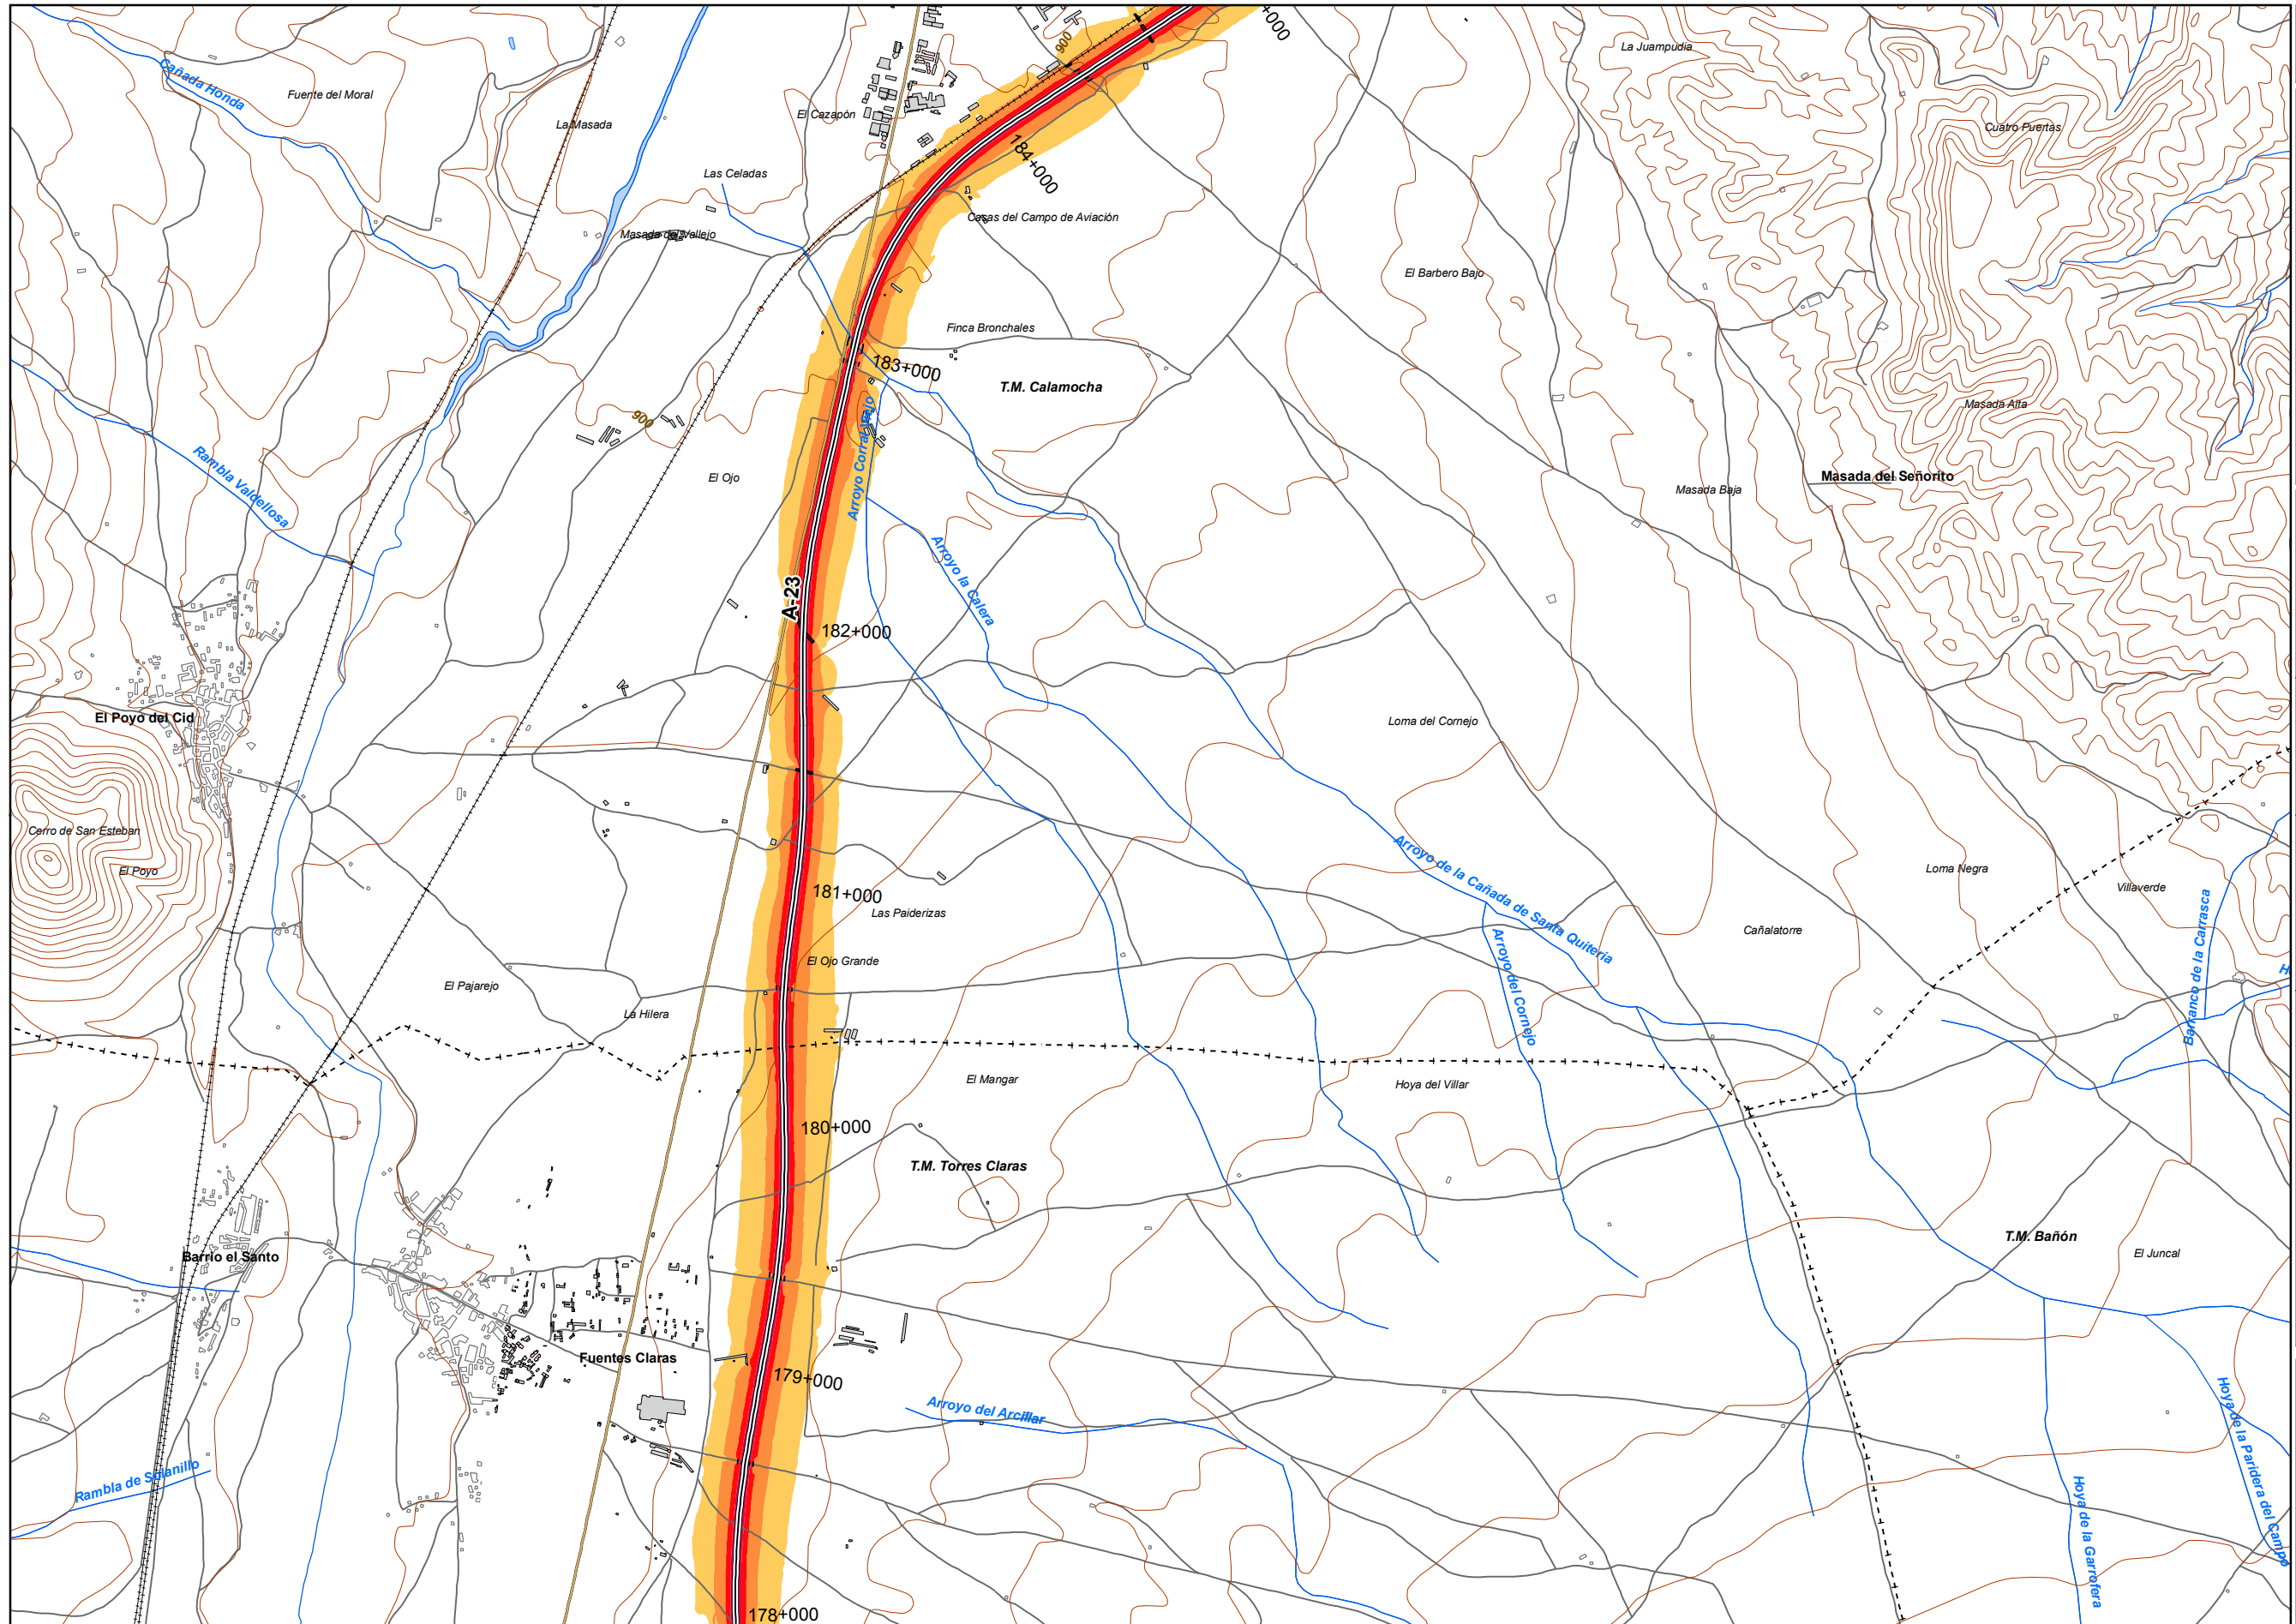 +000
900
La Juampudia
Cañada Honda
Fuente del Moral
El Cazapón
La Masada
Cuatro Puertas
184+000
Las Celadas
Casas del Campo de Aviación
Masada del Vallejo
El Barbero Bajo
Finca Bronchales
183+000
T.M. Calamocha
Masada Alta
900
Arroyo Corral Viejo
Rambla Valdellosa
El Ojo
Masada del Señorito
Masada Baja
Arroyo la Calera
A-23
182+000
El Poyo del Cid
Loma del Cornejo
Cerro de San Esteban
El Poyo
Arroyo de la Cañada de Santa Quiteria
Loma Negra
Villaverde
181+000
Las Paiderizas
Cañalatorre
Barranco de la Carrasca
El Ojo Grande
H
Arroyo del Cornejo
El Pajarejo
La Hilera
El Mangar
Hoya del Villar
180+000
T.M. Torres Claras
T.M. Bañón
El Juncal
Barrio el Santo
Fuentes Claras
179+000
Arroyo del Arcillar
Hoya de la Paridera del Campo
Rambla de Solanillo
Hoya de la Garrofera
178+000